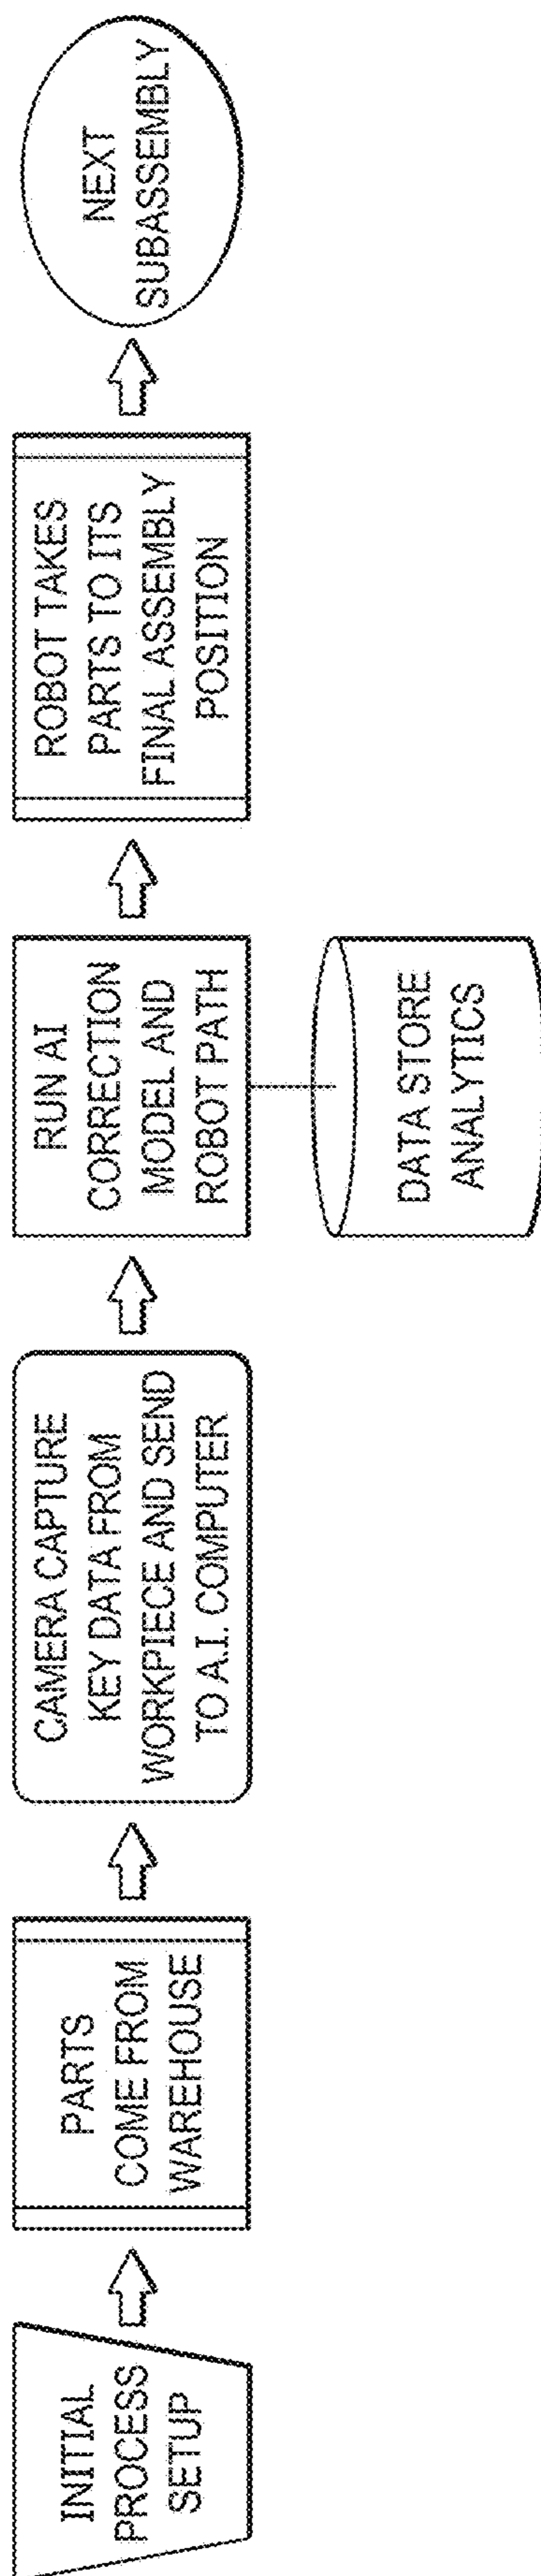 INITIAL
PROCESS
SETUP
PARTS
COME FROM
WAREHOUSE
CAMERA CAPTURE
KEY DATA FROM
WORKPIECE AND SEND
TO A.I. COMPUTER
RUN AI
CORRECTION
MODEL AND
ROBOT PATH
DATA STORE
ANALYTICS
ROBOT TAKES
PARTS TO ITS
FINAL ASSEMBLY
POSITION
NEXT
SUBASSEMBLY